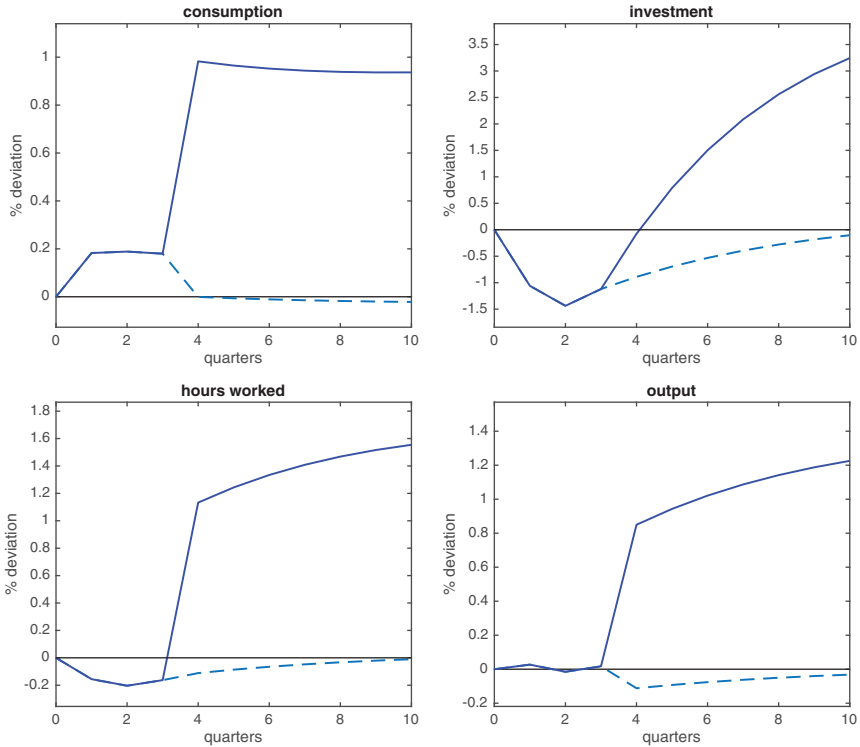 consumption
% deviation
1
0.8
0.6
0.4
0.2
0
0 2 4 6 8 10
quarters
investment
% deviation
3.5
3
2.5
2
1.5
1
0.5
0
-0.5
-1
-1.5
0 2 4 6 8 10
quarters
hours worked
% deviation
1.8
1.6
1.4
1.2
1
0.8
0.6
0.4
0.2
0
-0.2
0 2 4 6 8 10
quarters
output
% deviation
1.4
1.2
1
0.8
0.6
0.4
0.2
0
-0.2
0 2 4 6 8 10
quarters